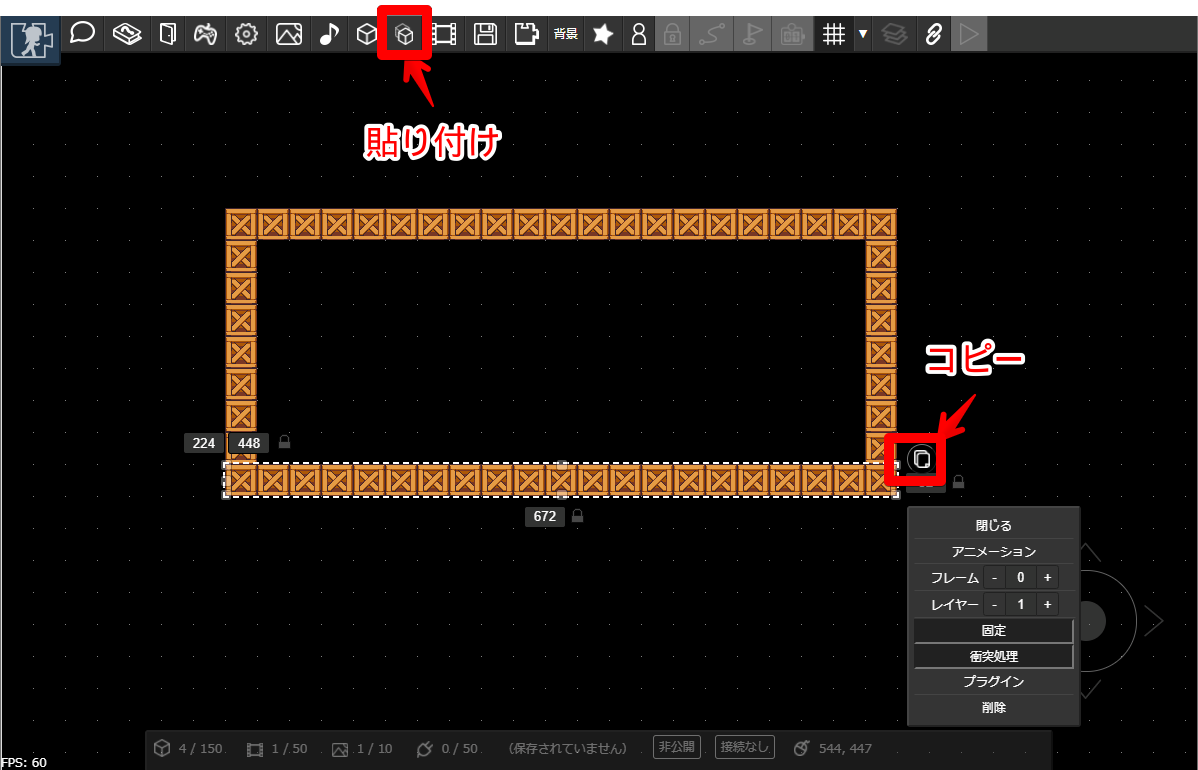 背景
貼り付け
コピー
224 448
672
閉じる
アニメーション
フレーム - 0 +
レイヤー - 1 +
固定
衝突処理
プラグイン
削除
4 / 150 1 / 50 1 / 10 0 / 50 (保存されていません) 非公開 接続なし 544, 447
FPS: 60